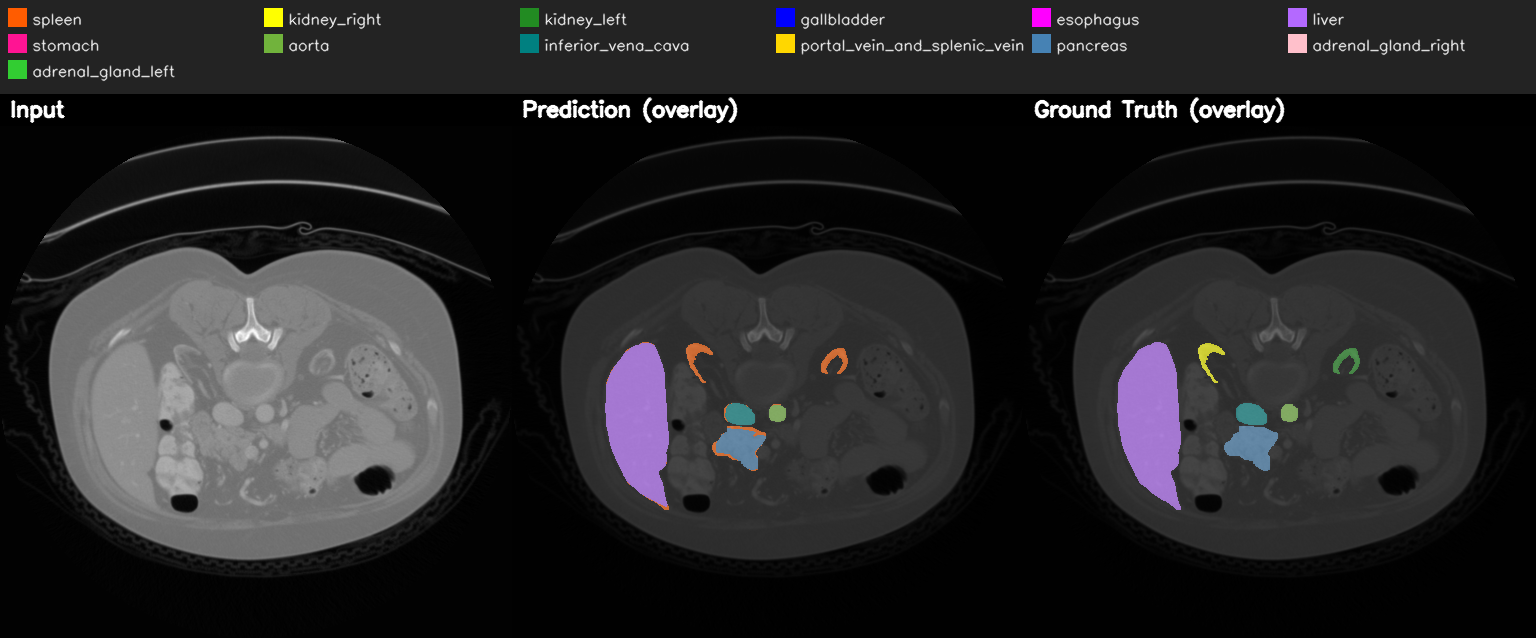 spleen kidney_right kidney_left gallbladder esophagus liver
stomach aorta inferior_vena_cava portal_vein_and_splenic_vein pancreas adrenal_gland_right
adrenal_gland_left
Input Prediction (overlay) Ground Truth (overlay)